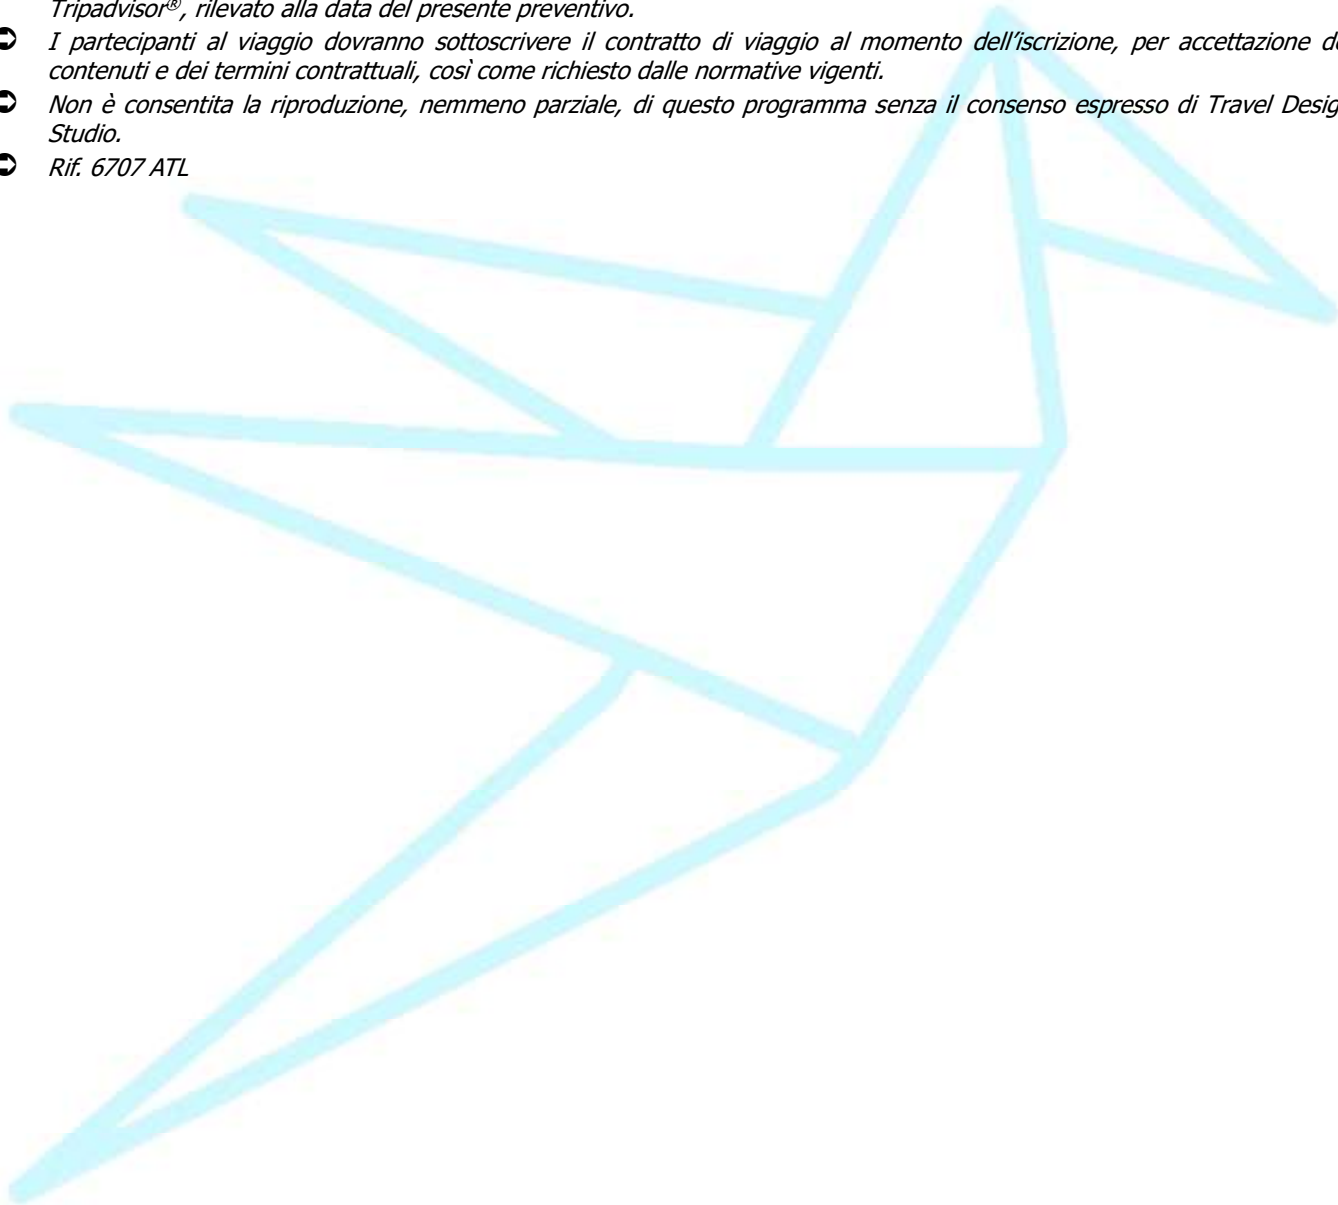 Tripadvisor®, rilevato alla data del presente preventivo.
➲ I partecipanti al viaggio dovranno sottoscrivere il contratto di viaggio al momento dell’iscrizione, per accettazione
contenuti e dei termini contrattuali, così come richiesto dalle normative vigenti.
➲ Non è consentita la riproduzione, nemmeno parziale, di questo programma senza il consenso espresso di Travel
Studio.
➲ Rif. 6707 ATL